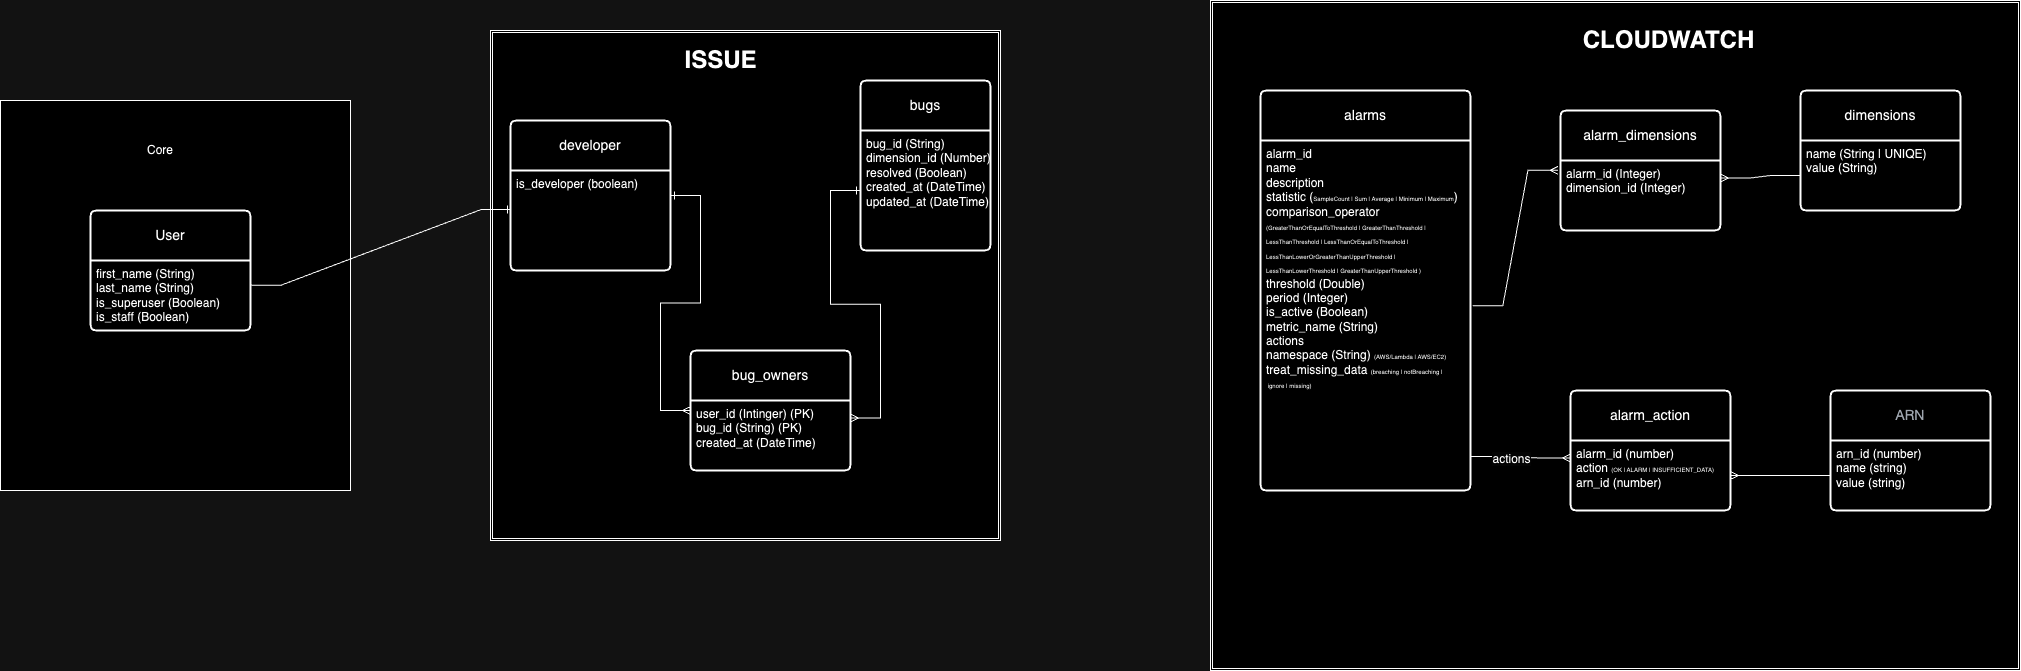 Core
User
first_name (String)
last_name (String)
is_superuser (Boolean)
is_staff (Boolean)
ISSUE
developer
is_developer (boolean)
bugs
bug_id (String)
dimension_id (Number)
resolved (Boolean)
created_at (DateTime)
updated_at (DateTime)
bug_owners
user_id (Intinger) (PK)
bug_id (String) (PK)
created_at (DateTime)
CLOUDWATCH
alarms
alarm_id
name
description
statistic (SampleCount | Sum | Average | Minimum | Maximum)
comparison_operator
(GreaterThanOrEqualToThreshold | GreaterThanThreshold |
LessThanThreshold | LessThanOrEqualToThreshold |
LessThanLowerOrGreaterThanUpperThreshold |
LessThanLowerThreshold | GreaterThanUpperThreshold )
threshold (Double)
period (Integer)
is_active (Boolean)
metric_name (String)
actions
namespace (String) (AWS/Lambda | AWS/EC2)
treat_missing_data (breaching | notBreaching |
ignore | missing)
alarm_dimensions
alarm_id (Integer)
dimension_id (Integer)
dimensions
name (String | UNIQE)
value (String)
actions
alarm_action
alarm_id (number)
action (OK | ALARM | INSUFFICIENT_DATA)
arn_id (number)
ARN
arn_id (number)
name (string)
value (string)